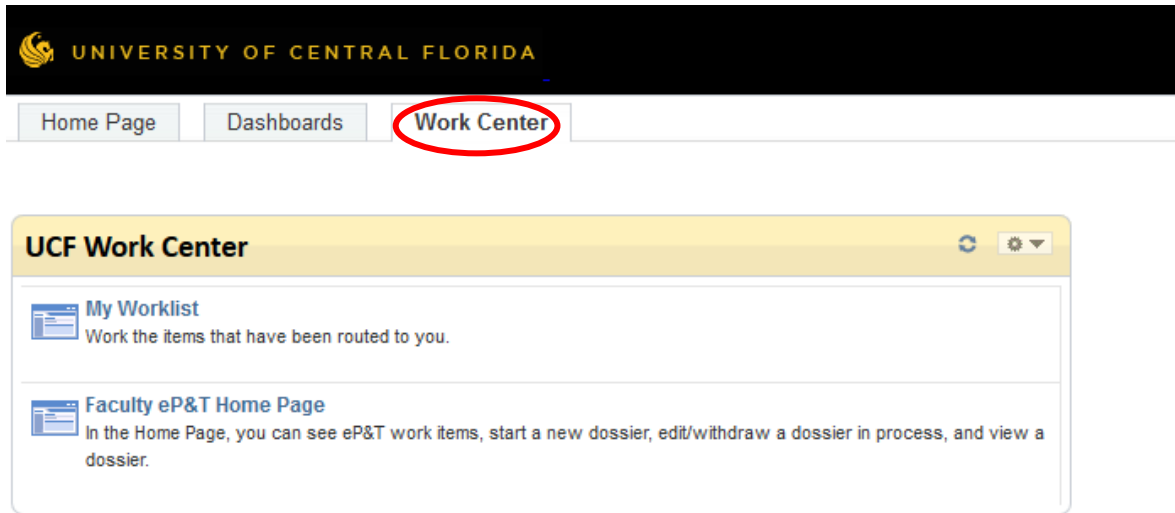 UNIVERSITY OF CENTRAL FLORIDA
Home Page Dashboards Work Center
UCF Work Center
My Worklist
Work the items that have been routed to you.
Faculty eP&T Home Page
In the Home Page, you can see eP&T work items, start a new dossier, edit/withdraw a dossier in process, and view a
dossier.